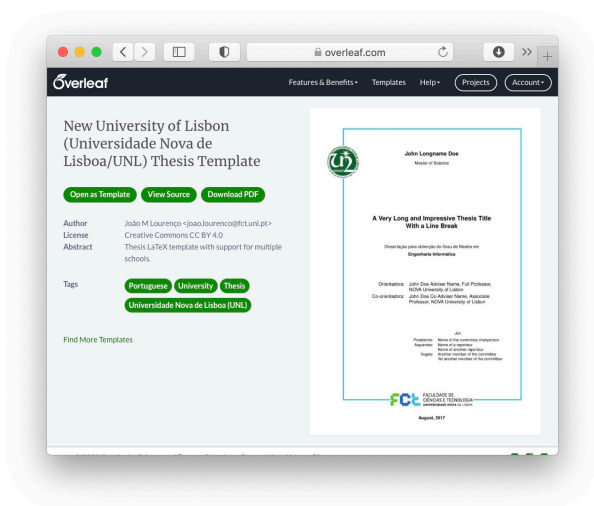 overleaf.com
Overleaf
Features & Benefits
Templates
Help
Projects
Account
New University of Lisbon
(Universidade Nova de
Lisboa/UNL) Thesis Template
Open as Template
View Source
Download PDF
Author João M Lourenço <joao.lourenco@fct.unl.pt>
License Creative Commons CC BY 4.0
Abstract Thesis LaTeX template with support for multiple
schools.
Tags
Portuguese University Thesis
Universidade Nova de Lisboa (UNL)
Find More Templates
John Longname Doe
Master of Science
A Very Long and Impressive Thesis Title
With a Line Break
Dissertação para obtenção do Grau de Mestre em
Engenharia Informática
Orientadora: John Doe Adviser Name, Full Professor,
NOVA University of Lisbon
Co-orientadora: John Doe Co-Adviser Name, Associate
Professor, NOVA University of Lisbon
Júri
Presidente: Name of the committee chairperson
Arguentes: Name of a raporteur
Name of another raporteur
Vogais: Another member of the committee
Yet another member of the committee
FCT
FACULDADE DE
CIÊNCIAS E TECNOLOGIA
UNIVERSIDADE NOVA DE LISBOA
August, 2017